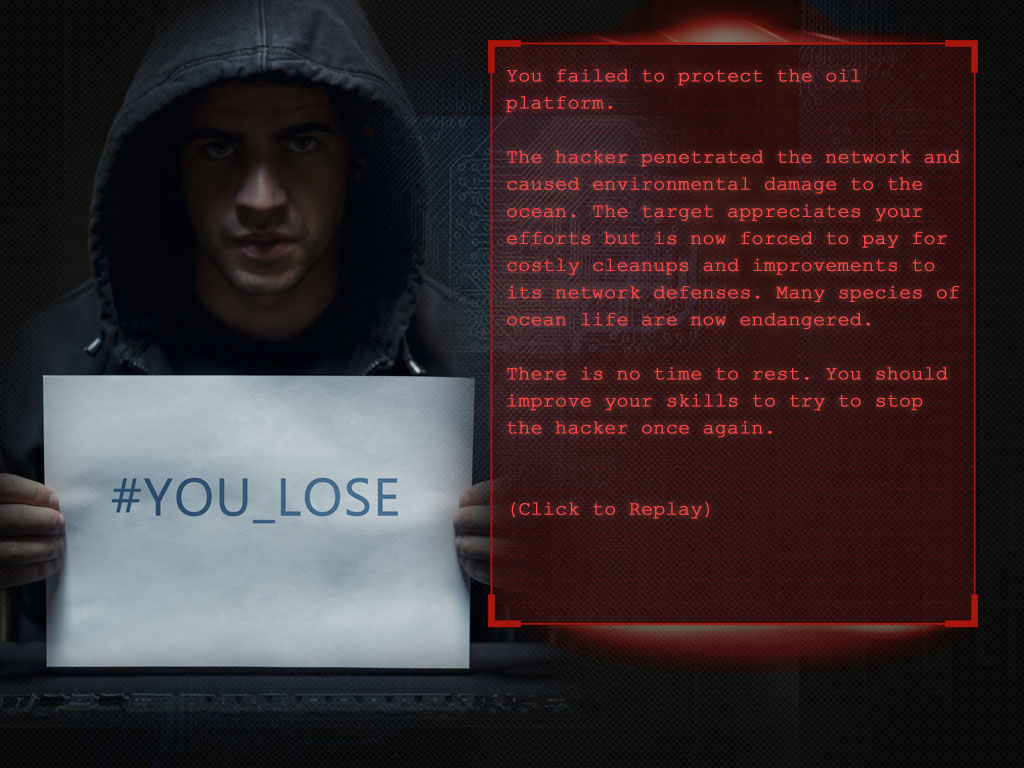 You failed to protect the oil
platform.
The hacker penetrated the network and
caused environmental damage to the
ocean. The target appreciates your
efforts but is now forced to pay for
costly cleanups and improvements to
its network defenses. Many species of
ocean life are now endangered.
There is no time to rest. You should
improve your skills to try to stop
the hacker once again.
(Click to Replay)
#YOU_LOSE